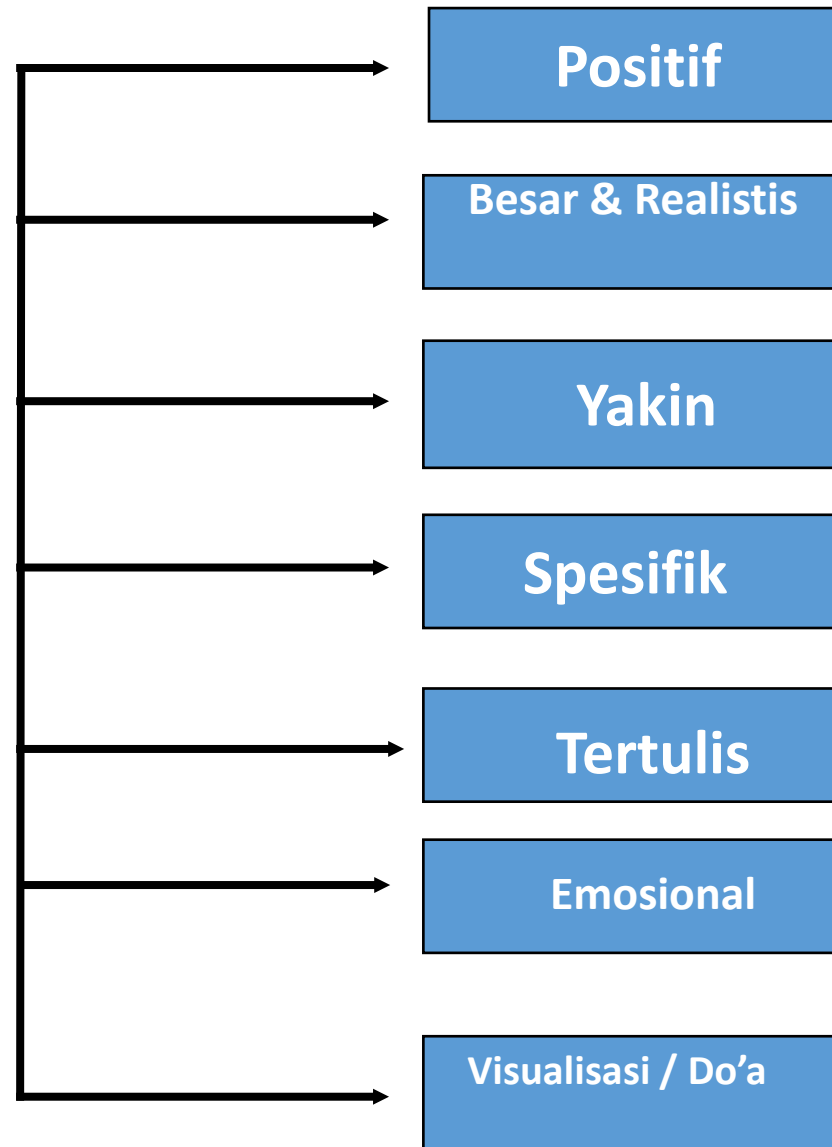 Positif
Besar & Realistis
Yakin
Spesifik
Tertulis
Emosional
Visualisasi / Do’a